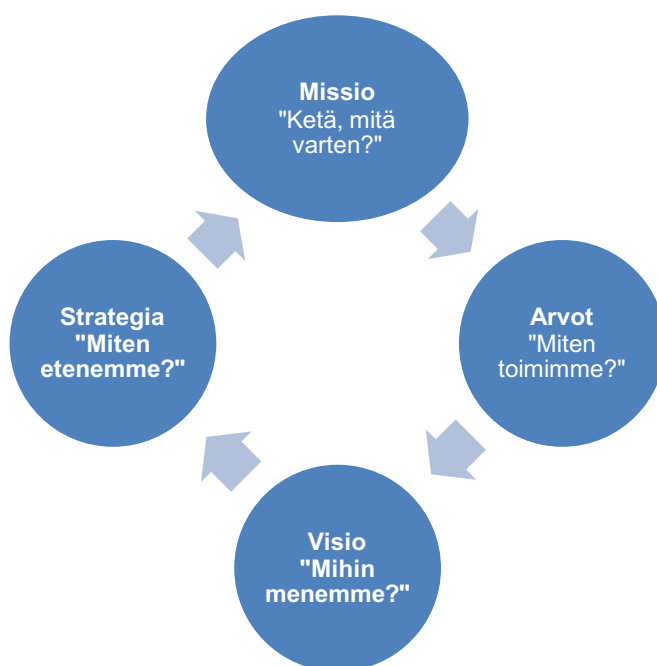 Missio
"Ketä, mitä
varten?"
Arvot
"Miten
toimimme?"
Visio
"Mihin
menemme?"
Strategia
"Miten
etenemme?"